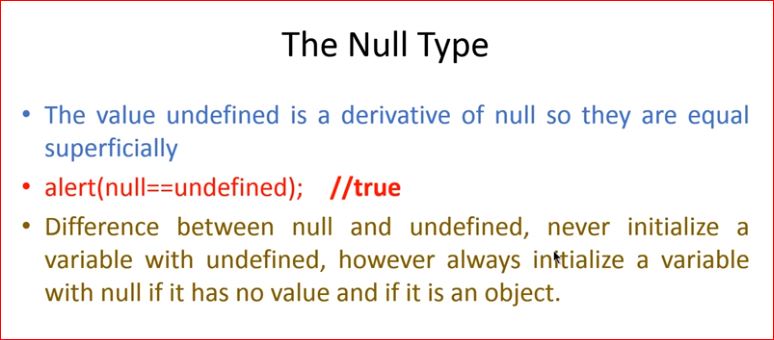 The Null Type
• The value undefined is a derivative of null so they are equal
superficially
• alert(null==undefined); //true
• Difference between null and undefined, never initialize a
variable with undefined, however always initialize a variable
with null if it has no value and if it is an object.